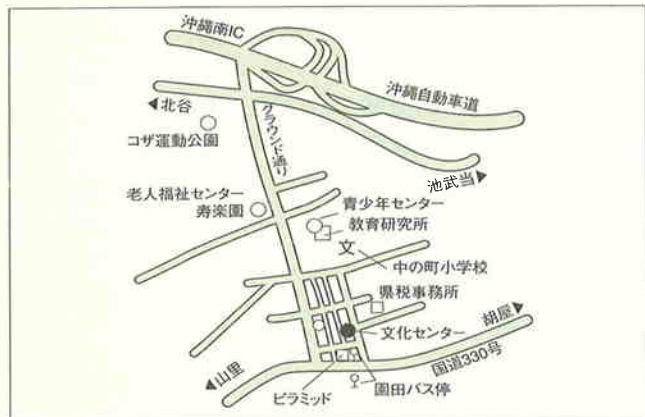 沖縄南IC
沖縄自動車道
◀北谷
コザ運動公園
グラウンド通り
池武当▶
老人福祉センター
寿楽園
青少年センター
教育研究所
文
中の町小学校
県税事務所
文化センター
胡屋▶
国道330号
◀山里
ピラミッド
園田バス停